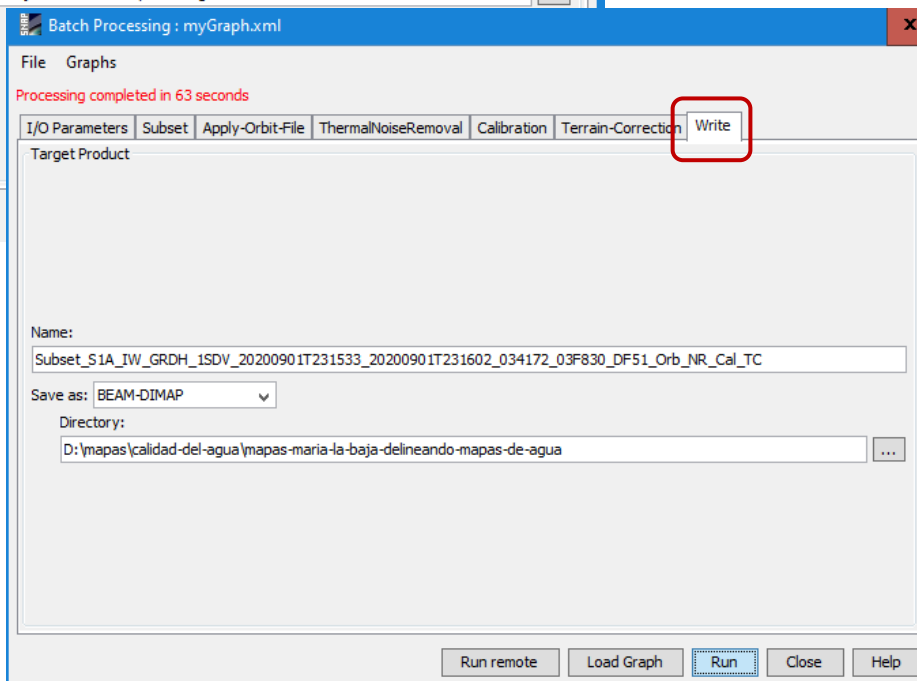 SNAP
Batch Processing : myGraph.xml
x
File Graphs
Processing completed in 63 seconds
I/O Parameters Subset Apply-Orbit-File ThermalNoiseRemoval Calibration Terrain-Correction Write
Target Product
Name:
Subset_S1A_IW_GRDH_1SDV_20200901T231533_20200901T231602_034172_03F830_DF51_Orb_NR_Cal_TC
Save as: BEAM-DIMAP
Directory:
D:\mapas\calidad-del-agua\mapas-maria-la-baja-delineando-mapas-de-agua
...
Run remote Load Graph Run Close Help